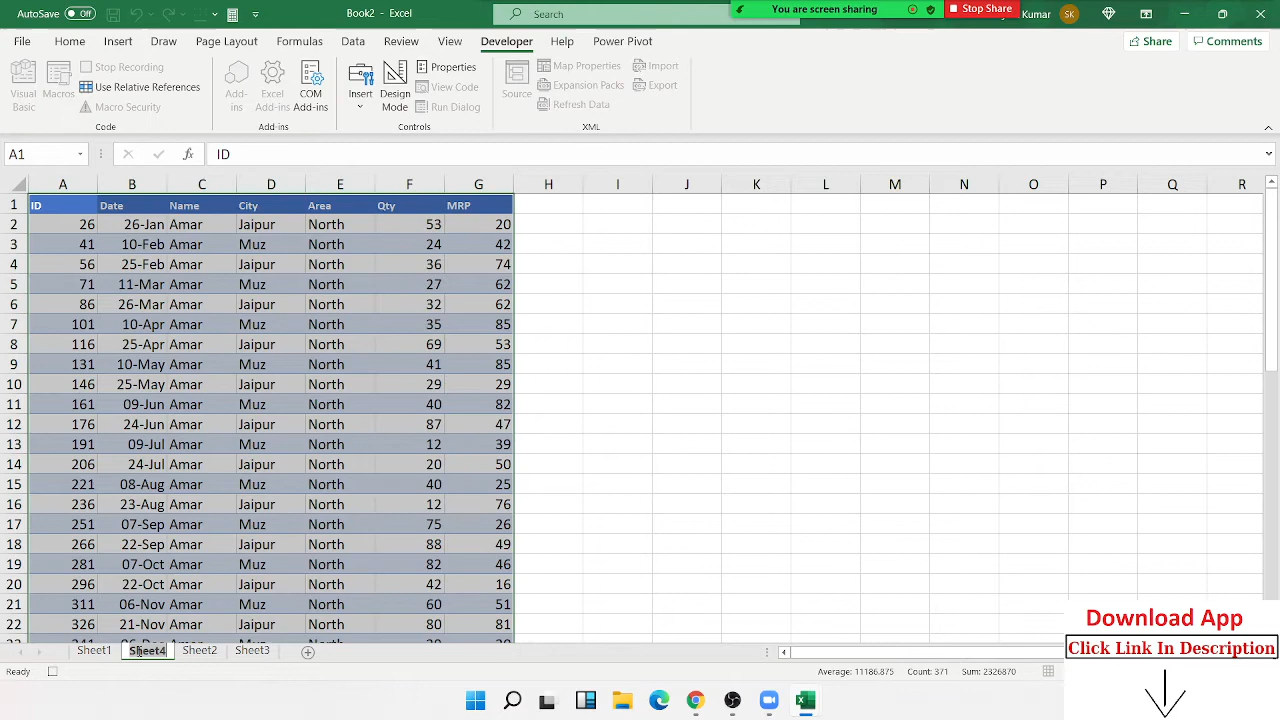 AutoSave Off Book2 - Excel Search You are screen sharing Stop Share Kumar SK
File Home Insert Draw Page Layout Formulas Data Review View Developer Help Power Pivot Share Comments
Visual Basic Macros Stop Recording Use Relative References Macro Security Code
Add-ins Excel Add-ins COM Add-ins Add-ins
Insert Design Mode Properties View Code Run Dialog Controls
Source Map Properties Expansion Packs Refresh Data Import Export XML
A1 fx ID
A B C D E F G H I J K L M N O P Q R
1 ID Date Name City Area Qty MRP
2 26 26-Jan Amar Jaipur North 53 20
3 41 10-Feb Amar Muz North 24 42
4 56 25-Feb Amar Jaipur North 36 74
5 71 11-Mar Amar Muz North 27 62
6 86 26-Mar Amar Jaipur North 32 62
7 101 10-Apr Amar Muz North 35 85
8 116 25-Apr Amar Jaipur North 69 53
9 131 10-May Amar Muz North 41 85
10 146 25-May Amar Jaipur North 29 29
11 161 09-Jun Amar Muz North 40 82
12 176 24-Jun Amar Jaipur North 87 47
13 191 09-Jul Amar Muz North 12 39
14 206 24-Jul Amar Jaipur North 20 50
15 221 08-Aug Amar Muz North 40 25
16 236 23-Aug Amar Jaipur North 12 76
17 251 07-Sep Amar Muz North 75 26
18 266 22-Sep Amar Jaipur North 88 49
19 281 07-Oct Amar Muz North 82 46
20 296 22-Oct Amar Jaipur North 42 16
21 311 06-Nov Amar Muz North 60 51
22 326 21-Nov Amar Jaipur North 80 81
Download App
Click Link In Description
Sheet1 Sheet4 Sheet2 Sheet3
Ready Average: 11186.875 Count: 371 Sum: 2326870